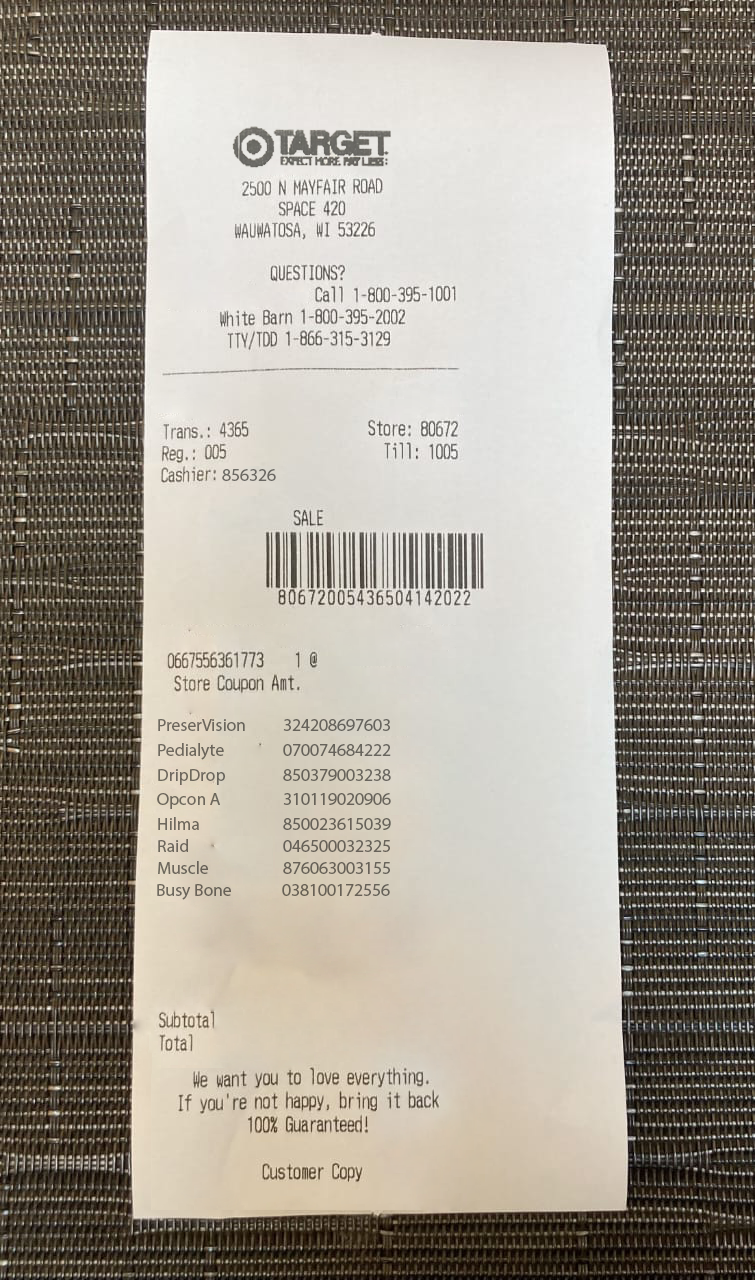 TARGET
EXPECT MORE. PAY LESS.
2500 N MAYFAIR ROAD
SPACE 420
WAUWATOSA, WI 53226
QUESTIONS?
Call 1-800-395-1001
White Barn 1-800-395-2002
TTY/TDD 1-866-315-3129
Trans.: 4365 Store: 80672
Reg.: 005 Till: 1005
Cashier: 856326
SALE
80672005436504142022
0667556361773 1 @
Store Coupon Amt.
PreserVision 324208697603
Pedialyte 070074684222
DripDrop 850379003238
Opcon A 310119020906
Hilma 850023615039
Raid 046500032325
Muscle 876063003155
Busy Bone 038100172556
Subtotal
Total
We want you to love everything.
If you're not happy, bring it back
100% Guaranteed!
Customer Copy